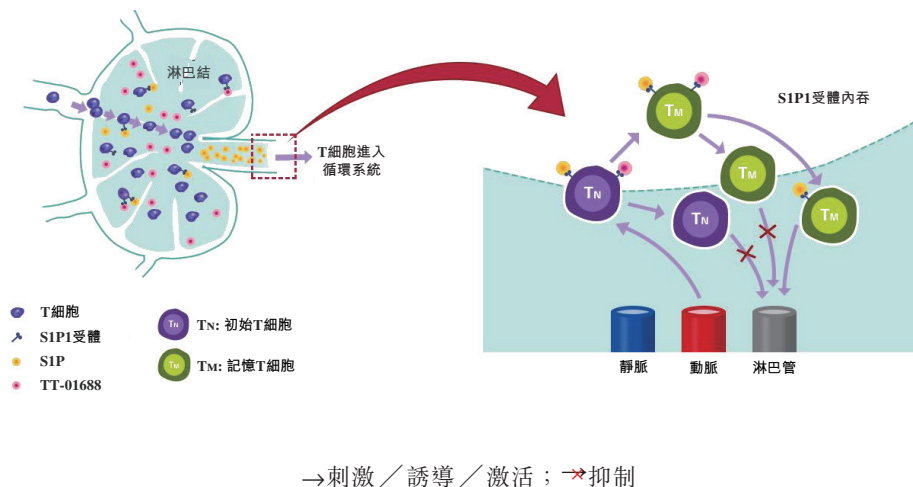 淋巴結
T細胞進入
循環系統
S1P1受體內吞
TM
TM
TN
TN
TM
靜脈
動脈
淋巴管
T細胞
S1P1受體
S1P
TT-01688
TN
TN: 初始T細胞
TM
TM: 記憶T細胞
→刺激／誘導／激活；→抑制